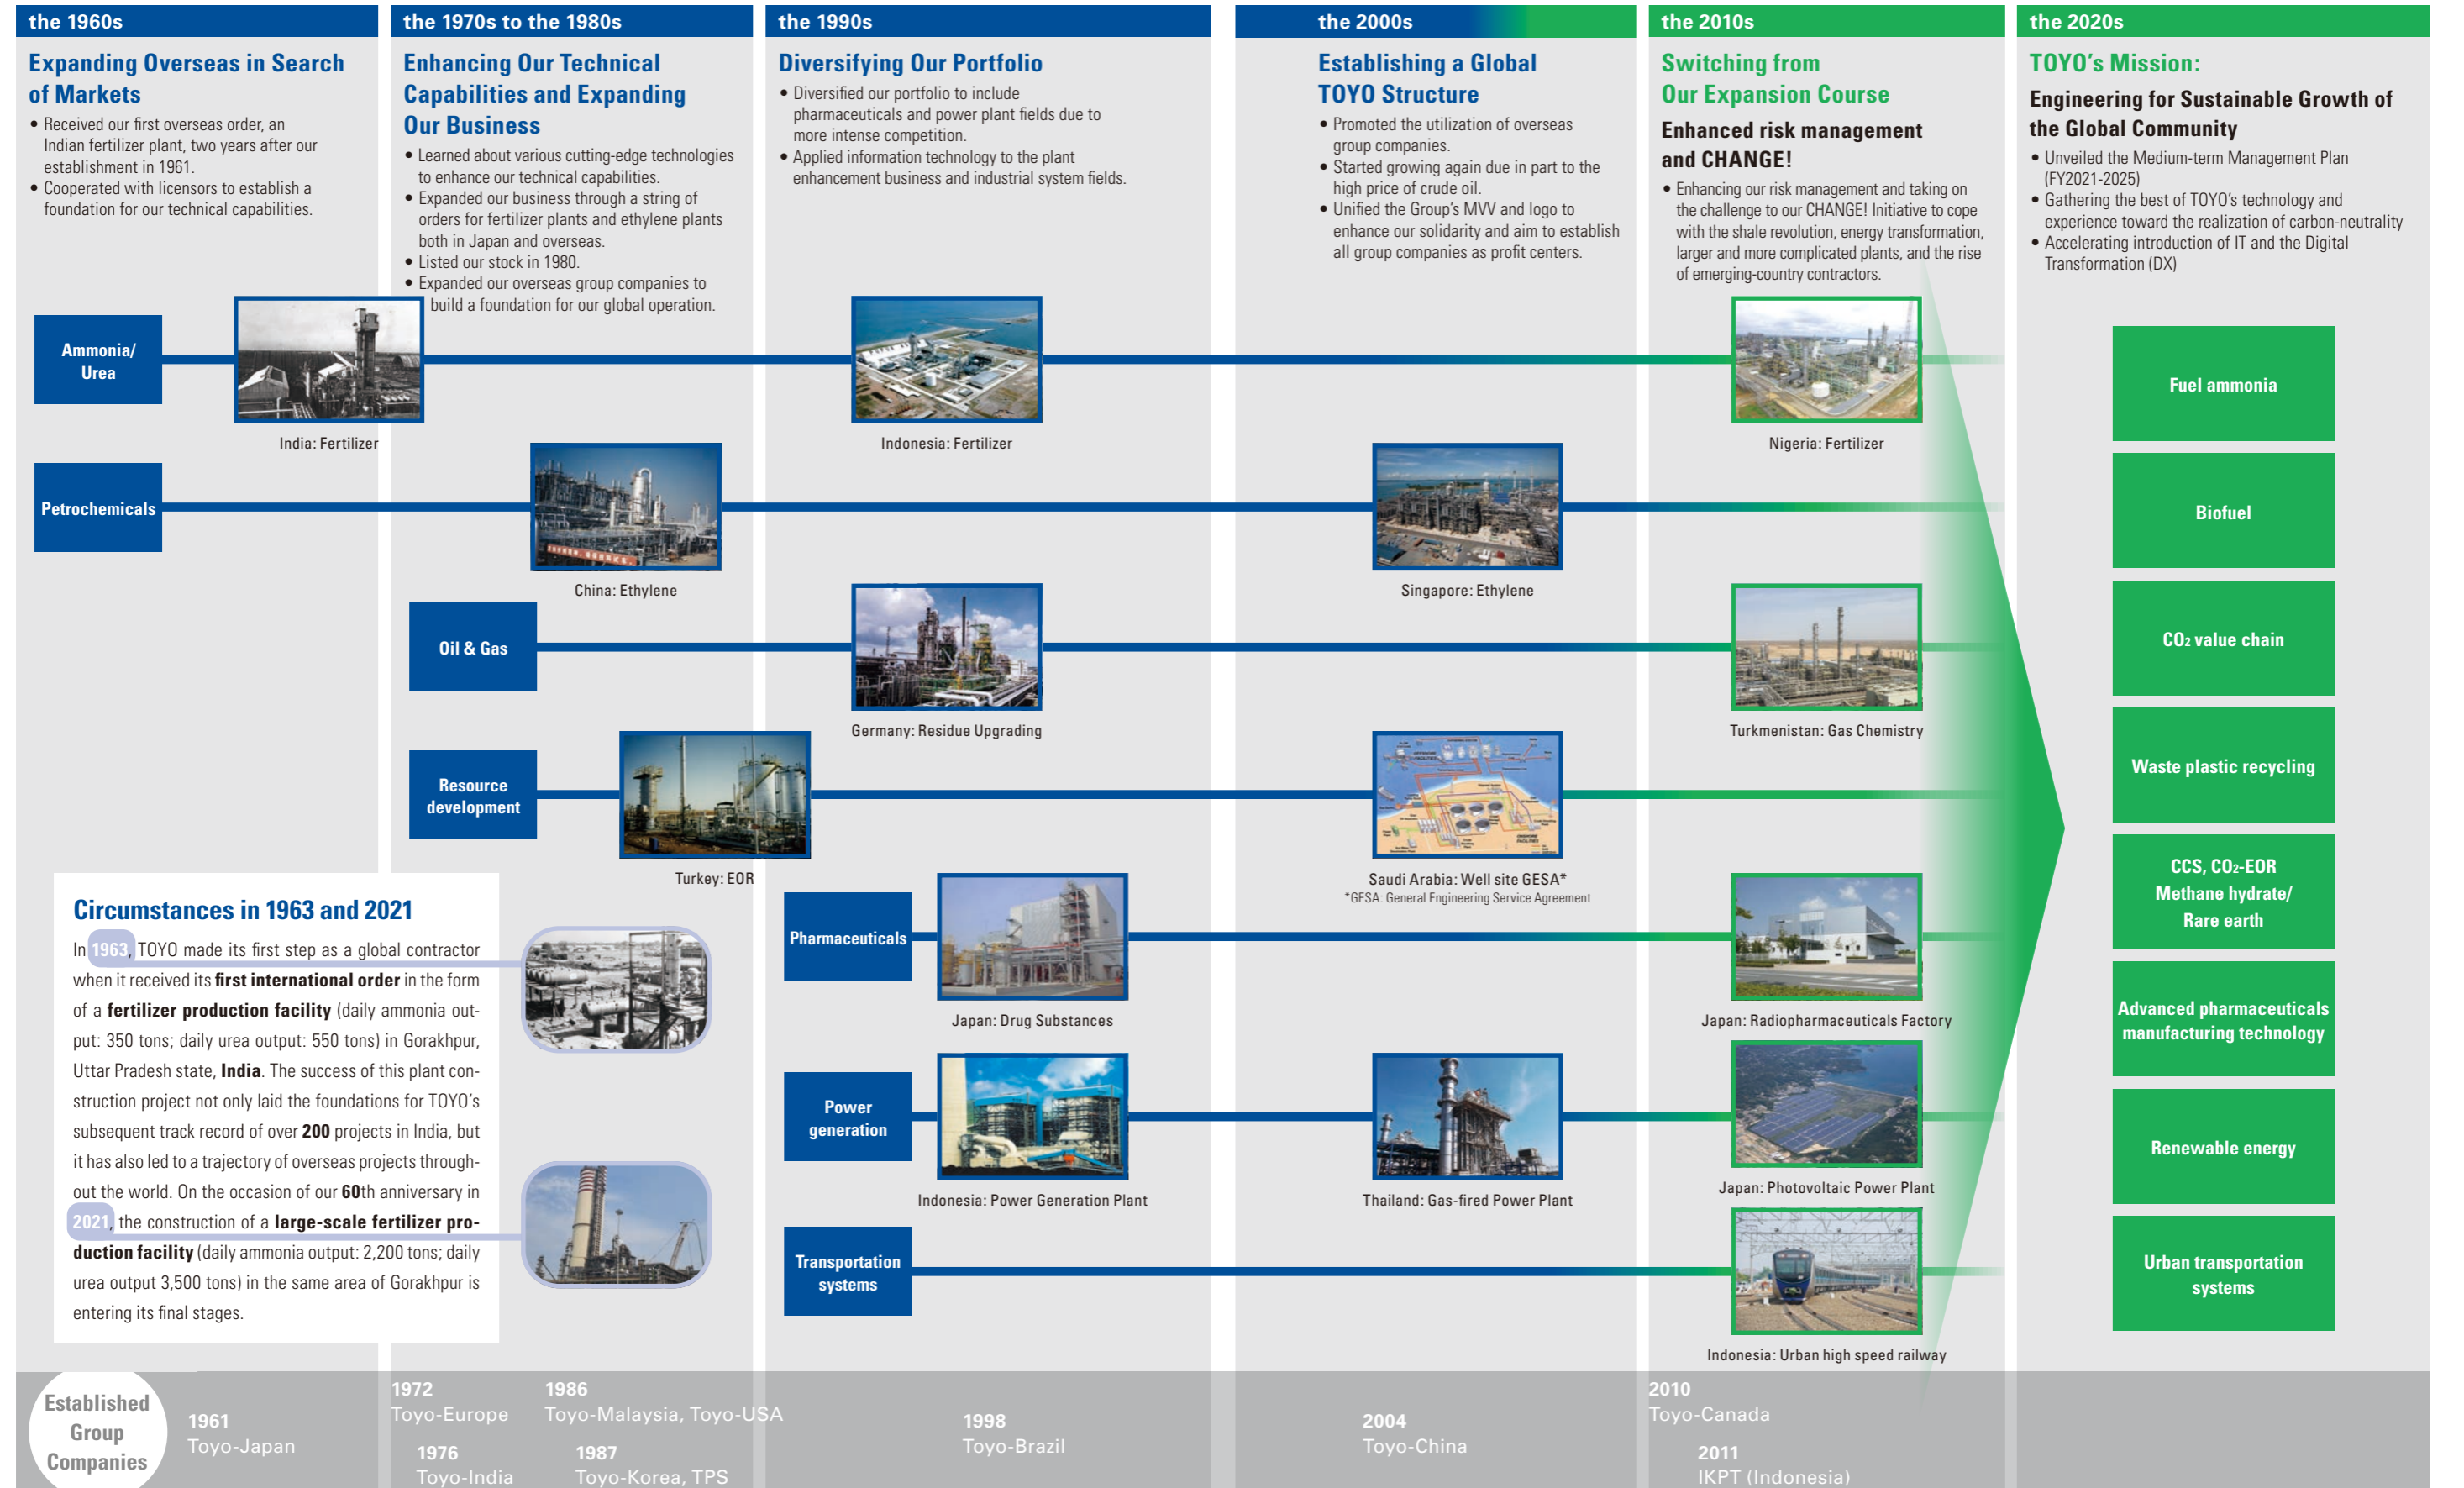 the 1960s
Expanding Overseas in Search
of Markets
• Received our first overseas order, an
Indian fertilizer plant, two years after our
establishment in 1961.
• Cooperated with licensors to establish a
foundation for our technical capabilities.
the 1970s to the 1980s
Enhancing Our Technical
Capabilities and Expanding
Our Business
• Learned about various cutting-edge technologies
to enhance our technical capabilities.
• Expanded our business through a string of
orders for fertilizer plants and ethylene plants
both in Japan and overseas.
• Listed our stock in 1980.
• Expanded our overseas group companies to
build a foundation for our global operation.
the 1990s
Diversifying Our Portfolio
• Diversified our portfolio to include
pharmaceuticals and power plant fields due to
more intense competition.
• Applied information technology to the plant
enhancement business and industrial system fields.
the 2000s
Establishing a Global
TOYO Structure
• Promoted the utilization of overseas
group companies.
• Started growing again due in part to the
high price of crude oil.
• Unified the Group's MVV and logo to
enhance our solidarity and aim to establish
all group companies as profit centers.
the 2010s
Switching from
Our Expansion Course
Enhanced risk management
and CHANGE!
• Enhancing our risk management and taking on
the challenge to our CHANGE! Initiative to cope
with the shale revolution, energy transformation,
larger and more complicated plants, and the rise
of emerging-country contractors.
the 2020s
TOYO's Mission:
Engineering for Sustainable Growth of
the Global Community
• Unveiled the Medium-term Management Plan
(FY2021-2025)
• Gathering the best of TOYO's technology and
experience toward the realization of carbon-neutrality
• Accelerating introduction of IT and the Digital
Transformation (DX)
Ammonia/
Urea
India: Fertilizer
Indonesia: Fertilizer
Nigeria: Fertilizer
Fuel ammonia
Petrochemicals
China: Ethylene
Singapore: Ethylene
Biofuel
Oil & Gas
Germany: Residue Upgrading
Turkmenistan: Gas Chemistry
CO2 value chain
Resource
development
Turkey: EOR
Saudi Arabia: Well site GESA*
*GESA: General Engineering Service Agreement
Waste plastic recycling
CCS, CO2-EOR
Methane hydrate/
Rare earth
Pharmaceuticals
Japan: Drug Substances
Japan: Radiopharmaceuticals Factory
Advanced pharmaceuticals
manufacturing technology
Power
generation
Indonesia: Power Generation Plant
Thailand: Gas-fired Power Plant
Japan: Photovoltaic Power Plant
Renewable energy
Transportation
systems
Indonesia: Urban high speed railway
Urban transportation
systems
Circumstances in 1963 and 2021
In 1963, TOYO made its first step as a global contractor
when it received its first international order in the form
of a fertilizer production facility (daily ammonia out-
put: 350 tons; daily urea output: 550 tons) in Gorakhpur,
Uttar Pradesh state, India. The success of this plant con-
struction project not only laid the foundations for TOYO's
subsequent track record of over 200 projects in India, but
it has also led to a trajectory of overseas projects through-
out the world. On the occasion of our 60th anniversary in
2021, the construction of a large-scale fertilizer pro-
duction facility (daily ammonia output: 2,200 tons; daily
urea output 3,500 tons) in the same area of Gorakhpur is
entering its final stages.
Established
Group
Companies
1961
Toyo-Japan
1972
Toyo-Europe
1976
Toyo-India
1986
Toyo-Malaysia, Toyo-USA
1987
Toyo-Korea, TPS
1998
Toyo-Brazil
2004
Toyo-China
2010
Toyo-Canada
2011
IKPT (Indonesia)